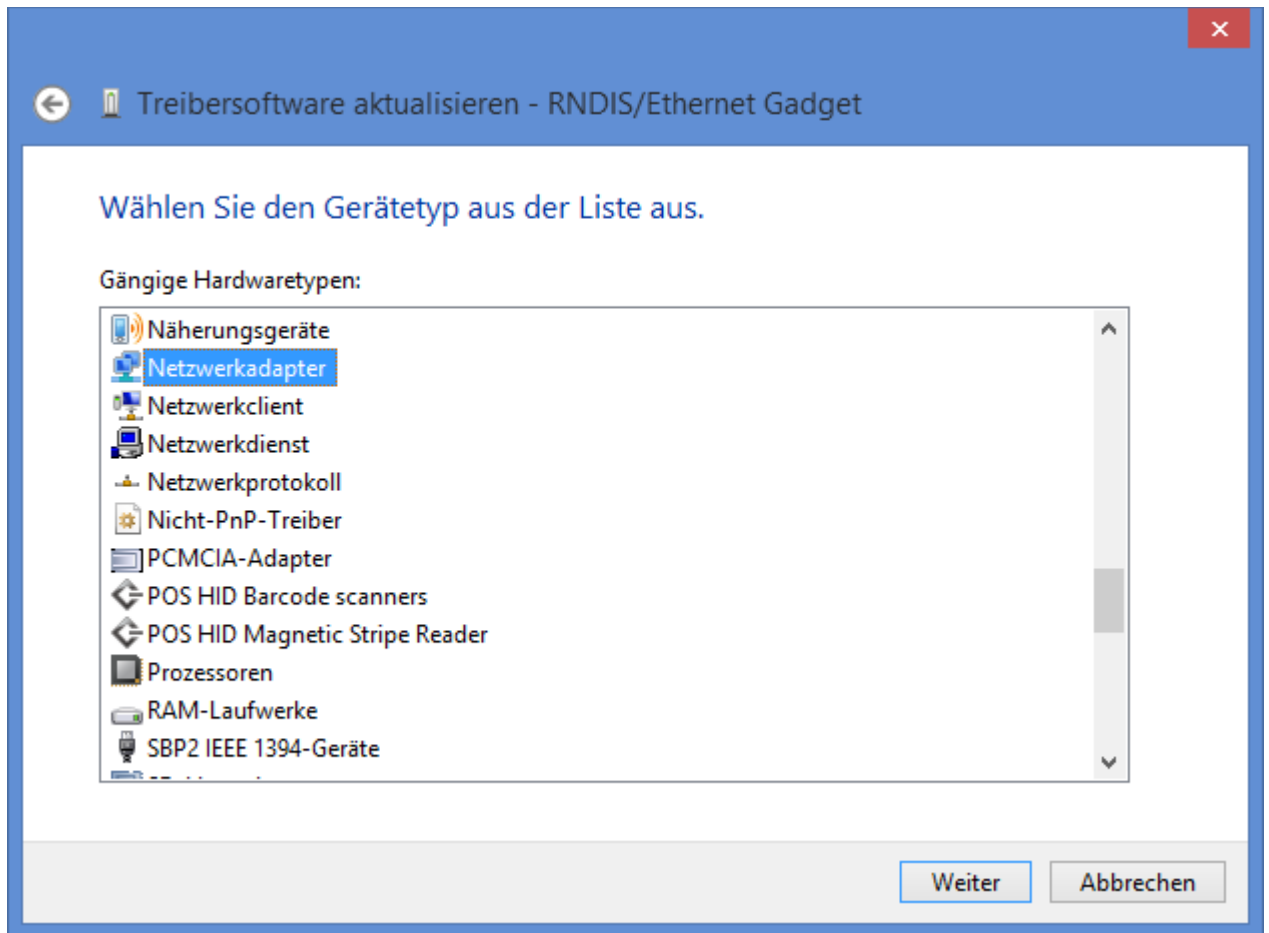 Treibersoftware aktualisieren - RNDIS/Ethernet Gadget
Wählen Sie den Gerätetyp aus der Liste aus.
Gängige Hardwaretypen:
Näherungsgeräte
Netzwerkadapter
Netzwerkclient
Netzwerkdienst
Netzwerkprotokoll
Nicht-PnP-Treiber
PCMCIA-Adapter
POS HID Barcode scanners
POS HID Magnetic Stripe Reader
Prozessoren
RAM-Laufwerke
SBP2 IEEE 1394-Geräte
Weiter
Abbrechen